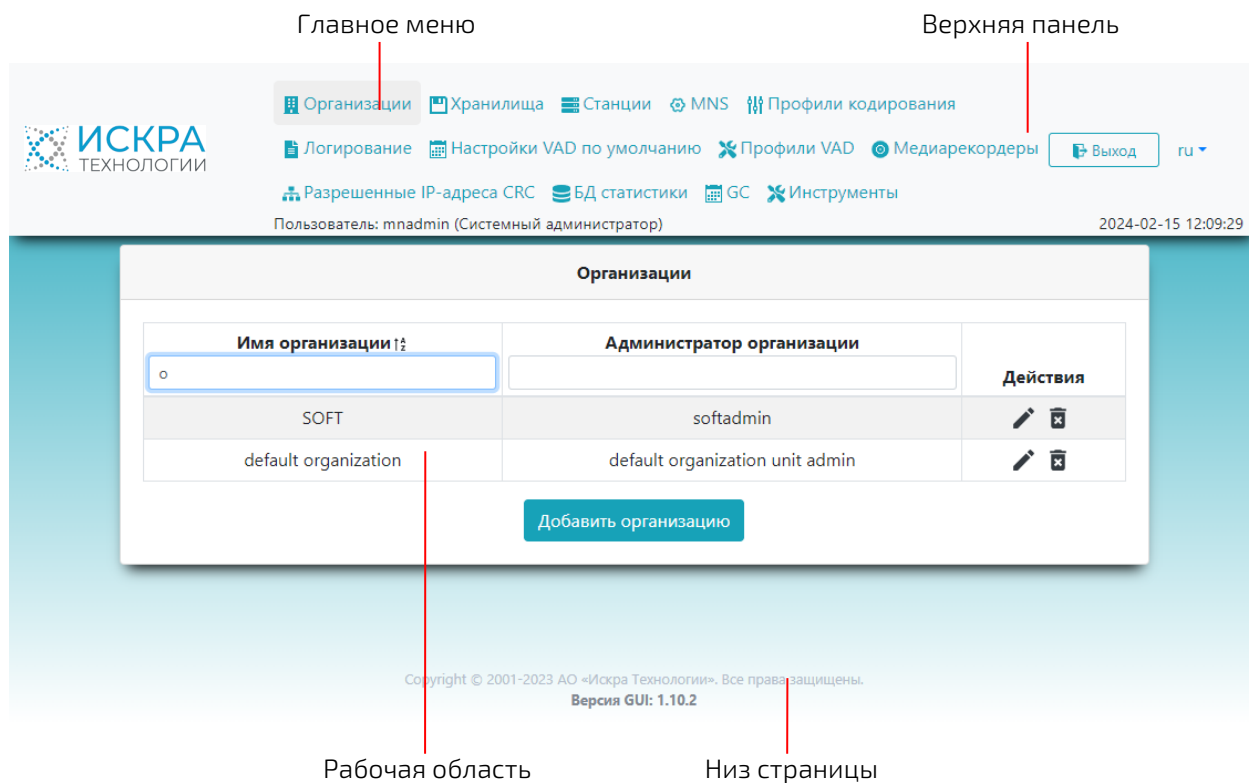 Главное меню
Верхняя панель
Организации Хранилища Станции MNS Профили кодирования
ИСКРА
ТЕХНОЛОГИИ
Логирование Настройки VAD по умолчанию Профили VAD Медиарекордеры Выход ru
Разрешенные IP-адреса CRC БД статистики GC Инструменты
Пользователь: mnadmin (Системный администратор) 2024-02-15 12:09:29
Организации
Имя организации Администратор организации
о
Действия
SOFT softadmin
default organization default organization unit admin
Добавить организацию
Copyright © 2001-2023 АО «Искра Технологии». Все права защищены.
Версия GUI: 1.10.2
Рабочая область
Низ страницы